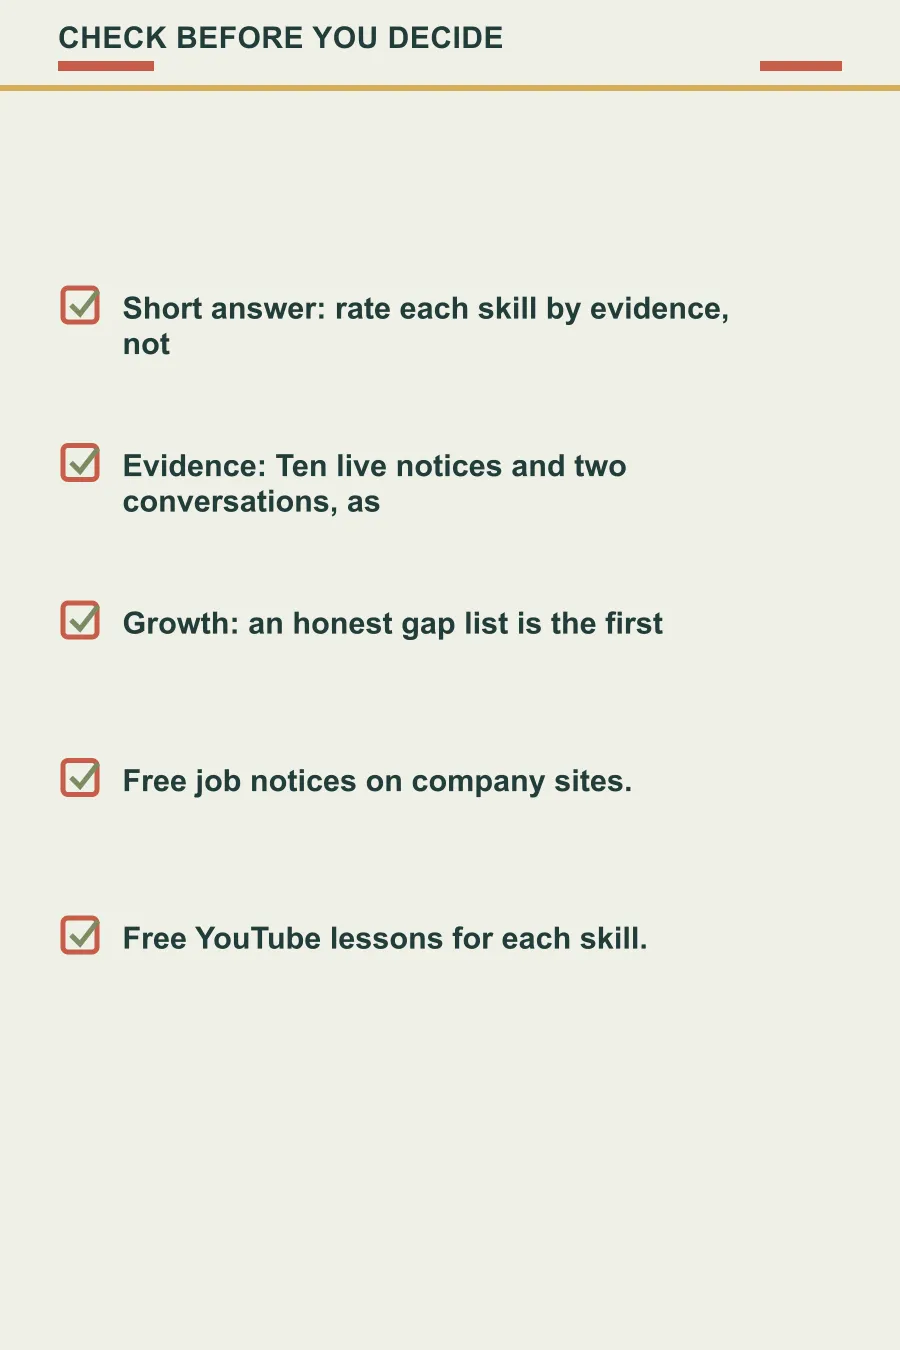 CHECK BEFORE YOU DECIDE
Short answer: rate each skill by evidence,
not
Evidence: Ten live notices and two
conversations, as
Growth: an honest gap list is the first
Free job notices on company sites.
Free YouTube lessons for each skill.